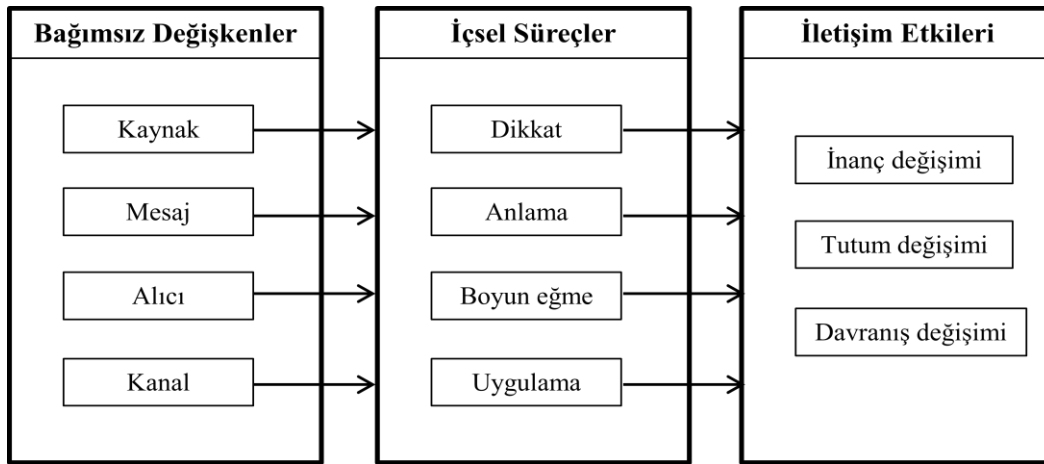 Bağımsız Değişkenler
Kaynak
Mesaj
Alıcı
Kanal
İçsel Süreçler
Dikkat
Anlama
Boyun eğme
Uygulama
İletişim Etkileri
İnanç değişimi
Tutum değişimi
Davranış değişimi